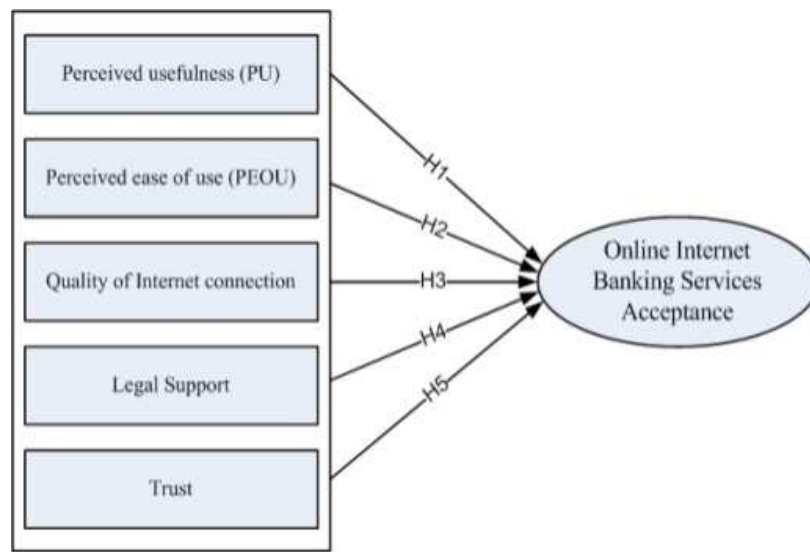 Perceived usefulness (PU)
Perceived ease of use (PEOU)
Quality of Internet connection
Legal Support
Trust
H1
H2
H3
H4
H5
Online Internet
Banking Services
Acceptance